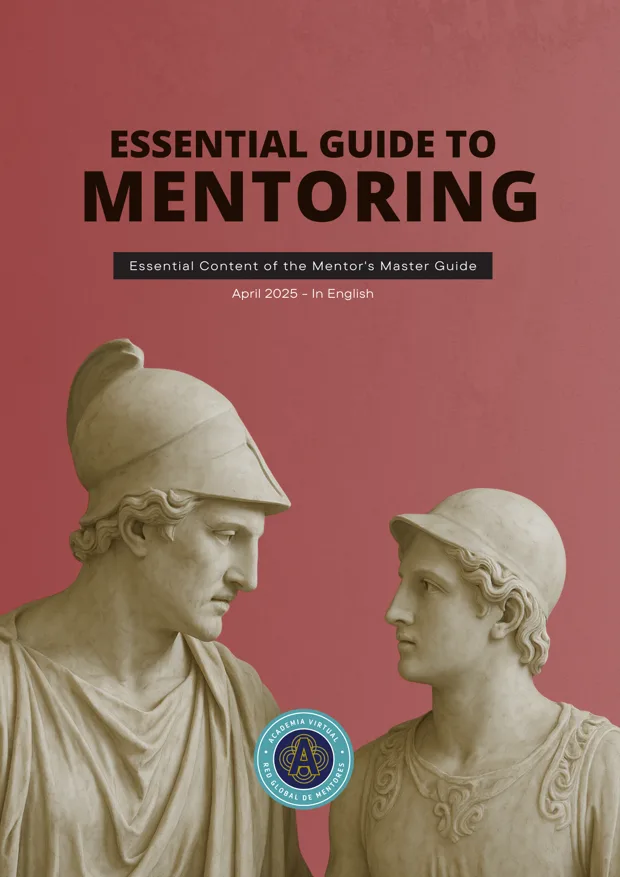 ESSENTIAL GUIDE TO
MENTORING
Essential Content of the Mentor's Master Guide
April 2025 – In English
ACADEMIA VIRTUAL
A
RED GLOBAL DE MENTORES